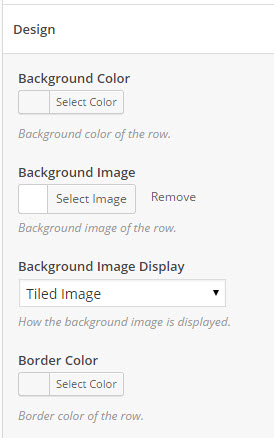 Design
Background Color
Select Color
Background color of the row.
Background Image
Select Image Remove
Background image of the row.
Background Image Display
Tiled Image
How the background image is displayed.
Border Color
Select Color
Border color of the row.